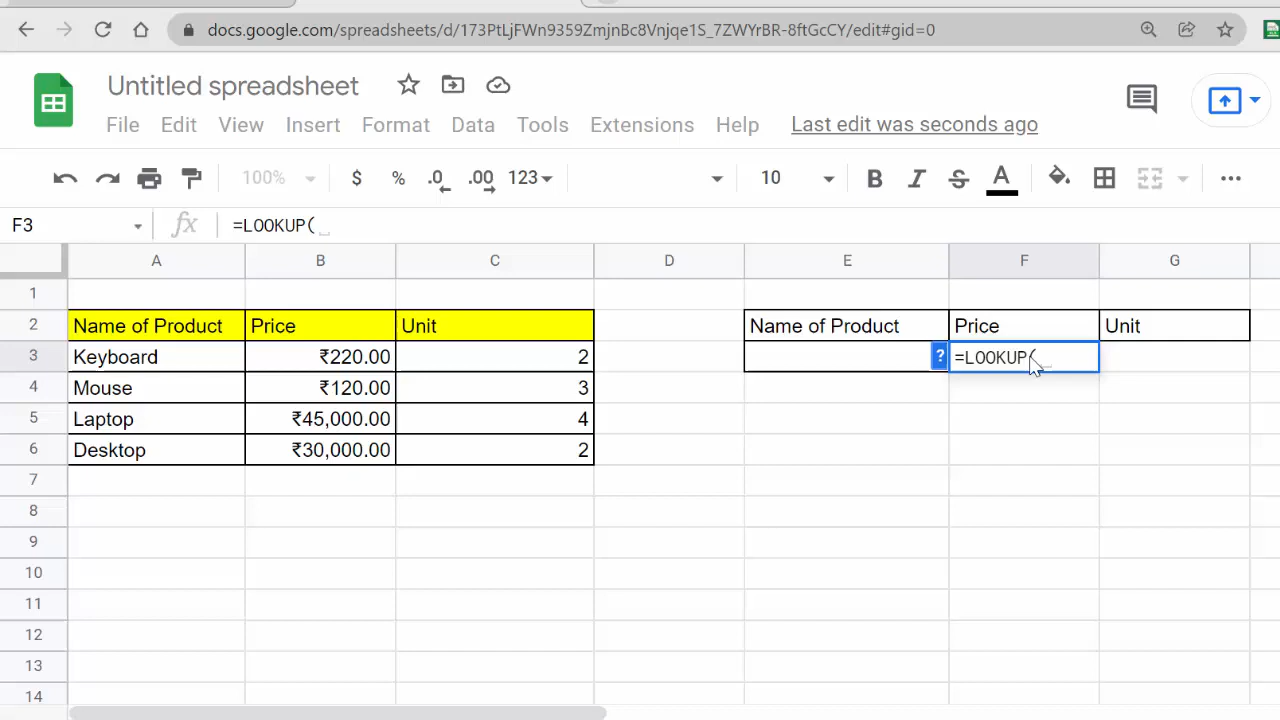 docs.google.com/spreadsheets/d/173PtLjFWn9359ZmjnBc8Vnjqe1S_7ZWYrBR-8ftGcCY/edit#gid=0
Untitled spreadsheet
File Edit View Insert Format Data Tools Extensions Help Last edit was seconds ago
100% $ % .0 .00 123 10 B I S A
F3 fx =LOOKUP(
A B C D E F G
1
2 Name of Product Price Unit Name of Product Price Unit
3 Keyboard ₹220.00 2 ? =LOOKUP(
4 Mouse ₹120.00 3
5 Laptop ₹45,000.00 4
6 Desktop ₹30,000.00 2
7
8
9
10
11
12
13
14